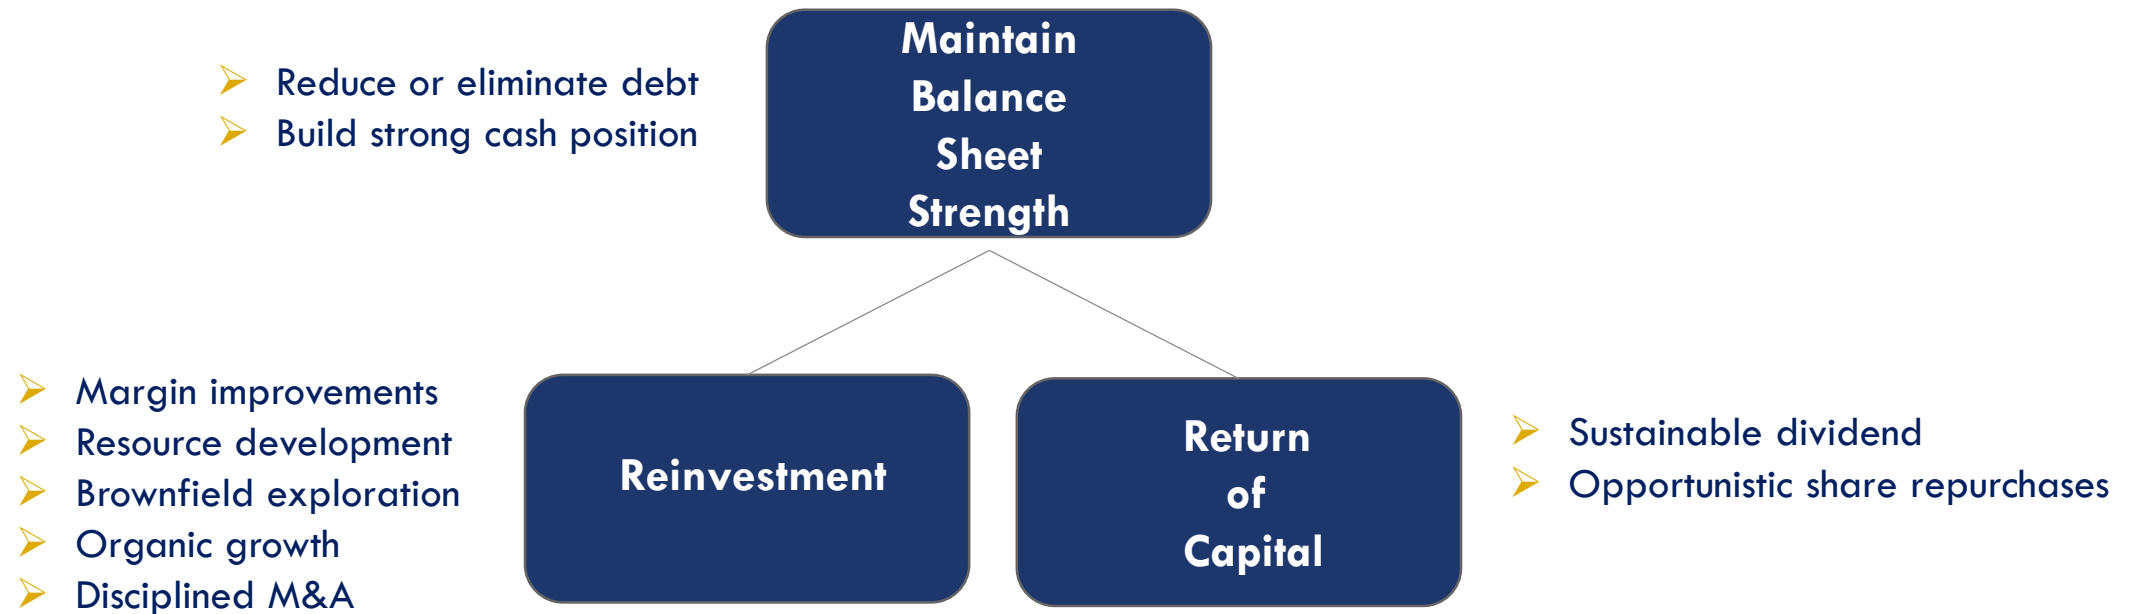 Reduce or eliminate debt
Build strong cash position
Maintain
Balance
Sheet
Strength
Margin improvements
Resource development
Brownfield exploration
Organic growth
Disciplined M&A
Reinvestment
Return
of
Capital
Sustainable dividend
Opportunistic share repurchases